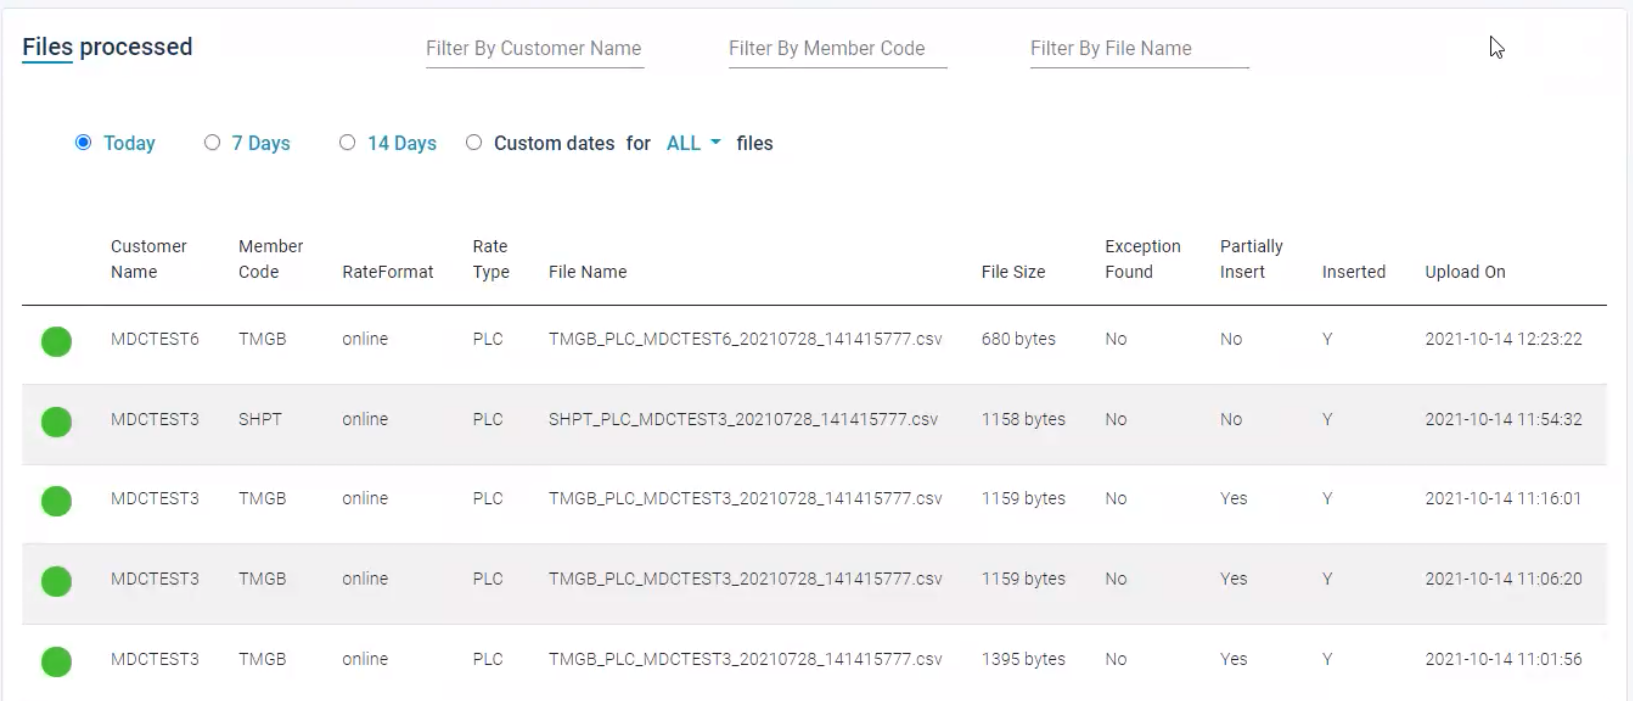 Files processed Filter By Customer Name Filter By Member Code Filter By File Name
Today 7 Days 14 Days Custom dates for ALL files
Customer Name Member Code RateFormat Rate Type File Name File Size Exception Found Partially Insert Inserted Upload On
MDCTEST6 TMGB online PLC TMGB_PLC_MDCTEST6_20210728_141415777.csv 680 bytes No No Y 2021-10-14 12:23:22
MDCTEST3 SHPT online PLC SHPT_PLC_MDCTEST3_20210728_141415777.csv 1158 bytes No No Y 2021-10-14 11:54:32
MDCTEST3 TMGB online PLC TMGB_PLC_MDCTEST3_20210728_141415777.csv 1159 bytes No Yes Y 2021-10-14 11:16:01
MDCTEST3 TMGB online PLC TMGB_PLC_MDCTEST3_20210728_141415777.csv 1159 bytes No Yes Y 2021-10-14 11:06:20
MDCTEST3 TMGB online PLC TMGB_PLC_MDCTEST3_20210728_141415777.csv 1395 bytes No Yes Y 2021-10-14 11:01:56